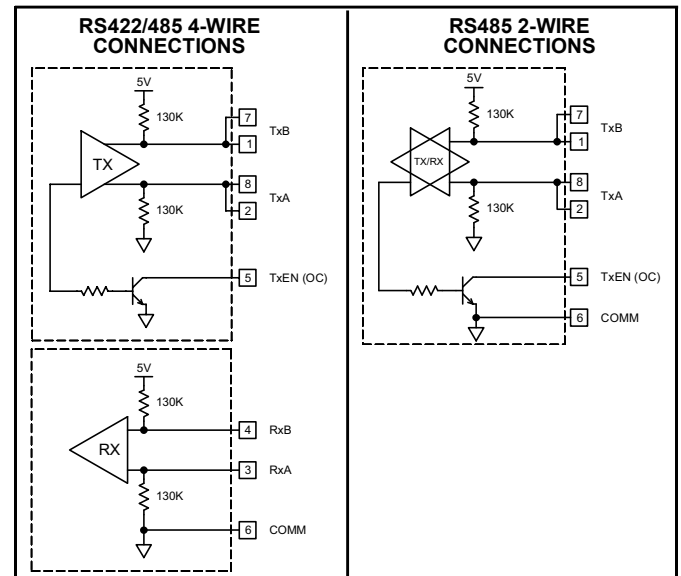 RS422/485 4-WIRE
CONNECTIONS
5V
130K
7
TxB
1
TX
8
TxA
130K
2
5
TxEN (OC)
5V
130K
4
RxB
RX
3
RxA
130K
6
COMM
RS485 2-WIRE
CONNECTIONS
5V
130K
7
TxB
1
TX/RX
8
TxA
130K
2
5
TxEN (OC)
6
COMM